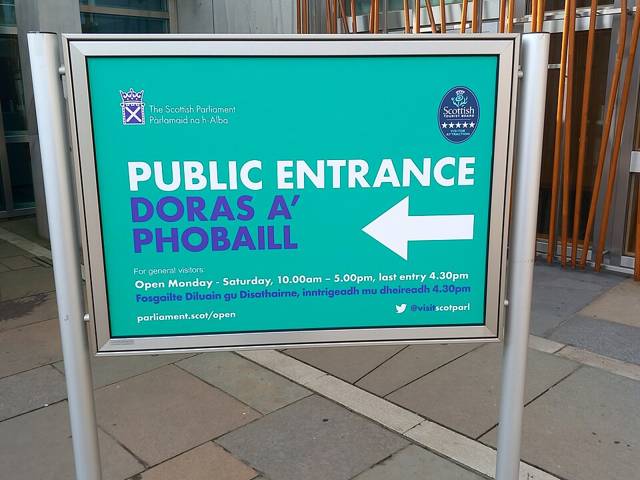 The Scottish Parliament
Pàrlamaid na h-Alba
Scottish
TOURIST BOARD
★★★★★
VISITOR
ATTRACTION
PUBLIC ENTRANCE
DORAS A'
PHOBAILL
For general visitors:
Open Monday - Saturday, 10.00am – 5.00pm, last entry 4.30pm
Fosgailte Diluain gu Disathairne, inntrigeadh mu dheireadh 4.30pm
parliament.scot/open
@visitscotparl